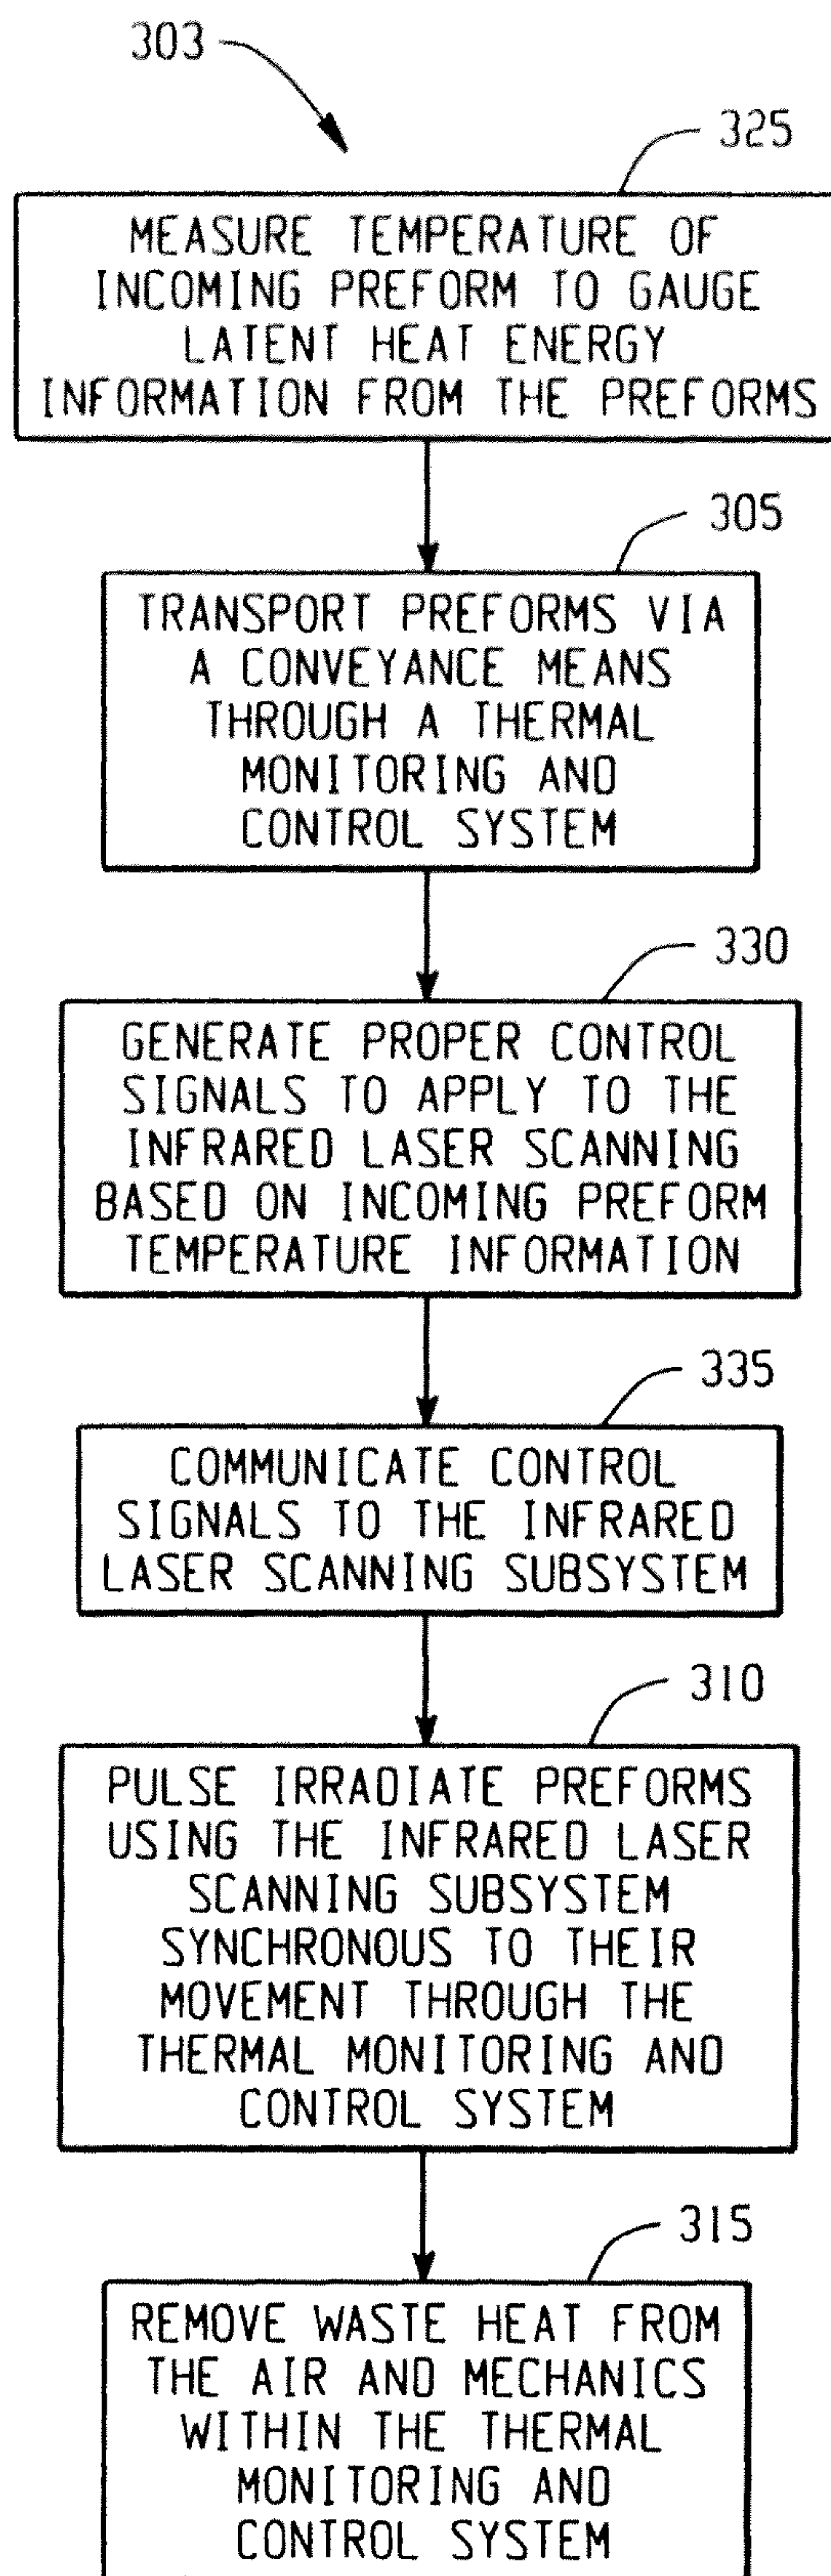 303
325
MEASURE TEMPERATURE OF
INCOMING PREFORM TO GAUGE
LATENT HEAT ENERGY
INFORMATION FROM THE PREFORMS
305
TRANSPORT PREFORMS VIA
A CONVEYANCE MEANS
THROUGH A THERMAL
MONITORING AND
CONTROL SYSTEM
330
GENERATE PROPER CONTROL
SIGNALS TO APPLY TO THE
INFRARED LASER SCANNING
BASED ON INCOMING PREFORM
TEMPERATURE INFORMATION
335
COMMUNICATE CONTROL
SIGNALS TO THE INFRARED
LASER SCANNING SUBSYSTEM
310
PULSE IRRADIATE PREFORMS
USING THE INFRARED LASER
SCANNING SUBSYSTEM
SYNCHRONOUS TO THEIR
MOVEMENT THROUGH THE
THERMAL MONITORING AND
CONTROL SYSTEM
315
REMOVE WASTE HEAT FROM
THE AIR AND MECHANICS
WITHIN THE THERMAL
MONITORING AND
CONTROL SYSTEM